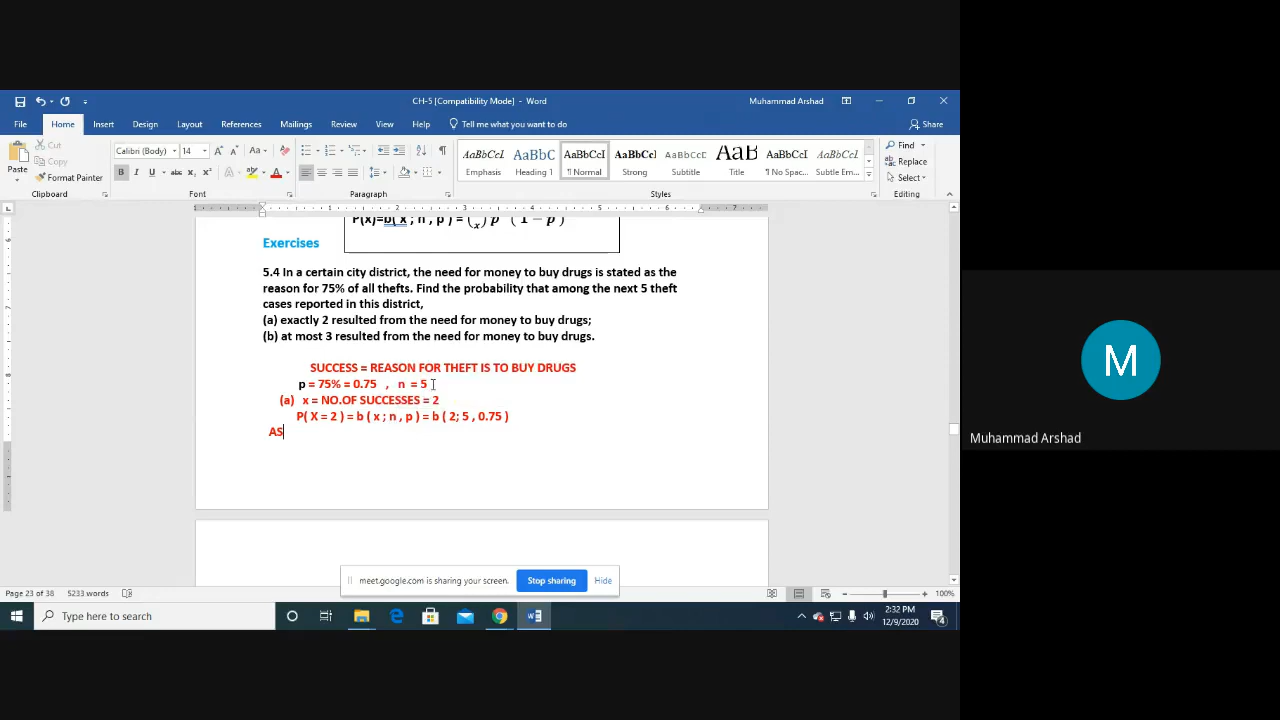 CH-5 [Compatibility Mode] - Word
Muhammad Arshad
File Home Insert Design Layout References Mailings Review View Help Tell me what you want to do Share
Paste Cut Copy Format Painter
Calibri (Body) 14
AaBbCcI AaBbC AaBbCcI AaBbCcI AaBbCcD AaB AaBbCcI AaBbCcI
Emphasis Heading 1 ¶ Normal Strong Subtitle Title ¶ No Spac... Subtle Em...
Find Replace Select
Clipboard Font Paragraph Styles Editing
P(x)=b( x ; n , p ) = (x) p ( 1 − p )
Exercises
5.4 In a certain city district, the need for money to buy drugs is stated as the
reason for 75% of all thefts. Find the probability that among the next 5 theft
cases reported in this district,
(a) exactly 2 resulted from the need for money to buy drugs;
(b) at most 3 resulted from the need for money to buy drugs.
SUCCESS = REASON FOR THEFT IS TO BUY DRUGS
p = 75% = 0.75 , n = 5
(a) x = NO.OF SUCCESSES = 2
P( X = 2 ) = b ( x ; n , p ) = b ( 2; 5 , 0.75 )
AS
M
Muhammad Arshad
meet.google.com is sharing your screen. Stop sharing Hide
Page 23 of 38 5233 words 100%
Type here to search
2:32 PM
12/9/2020
4